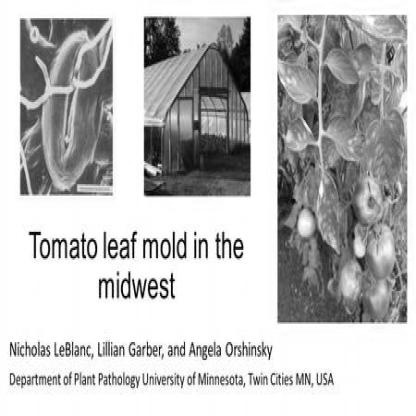 Tomato leaf mold in the
midwest
Nicholas LeBlanc, Lillian Garber, and Angela Orshinsky
Department of Plant Pathology University of Minnesota, Twin Cities MN, USA